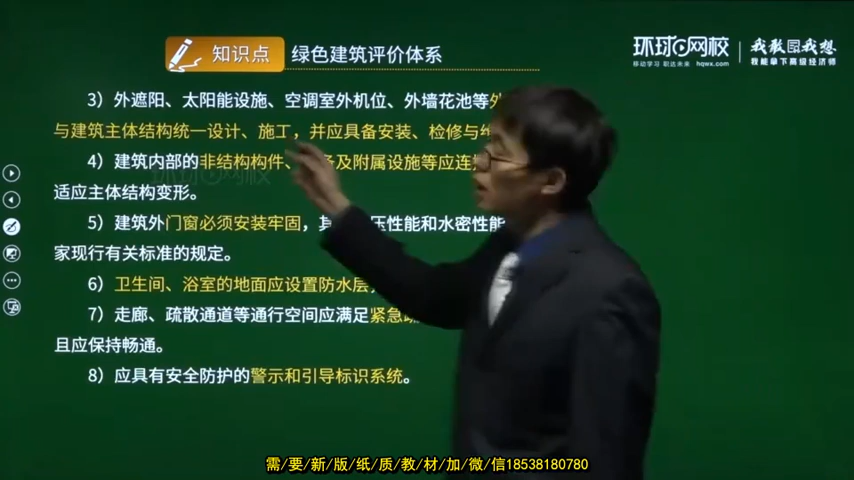 知识点 绿色建筑评价体系
环球网校
移动学习 职达未来 hqwx.com
我敢我想
我能拿下高级经济师
3）外遮阳、太阳能设施、空调室外机位、外墙花池等外
与建筑主体结构统一设计、施工，并应具备安装、检修与维
4）建筑内部的非结构构件、备及附属设施等应连
适应主体结构变形。
5）建筑外门窗必须安装牢固，其压性能和水密性能
家现行有关标准的规定。
6）卫生间、浴室的地面应设置防水层
7）走廊、疏散通道等通行空间应满足紧急疏
且应保持畅通。
8）应具有安全防护的警示和引导标识系统。
环球网校
需/要/新/版/纸/质/教/材/加/微/信18538180780